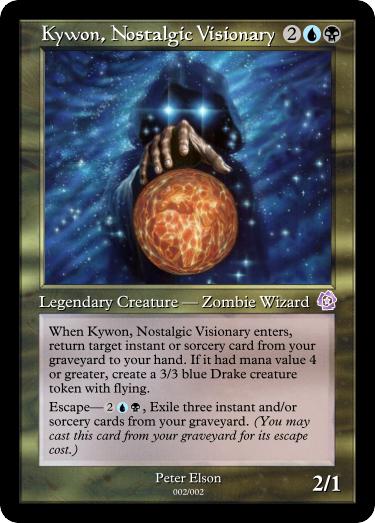 Kywon, Nostalgic Visionary 2
Legendary Creature — Zombie Wizard
When Kywon, Nostalgic Visionary enters,
return target instant or sorcery card from your
graveyard to your hand. If it had mana value 4
or greater, create a 3/3 blue Drake creature
token with flying.
Escape— 2 , Exile three instant and/or
sorcery cards from your graveyard. (You may
cast this card from your graveyard for its escape
cost.)
Peter Elson
002/002
2/1